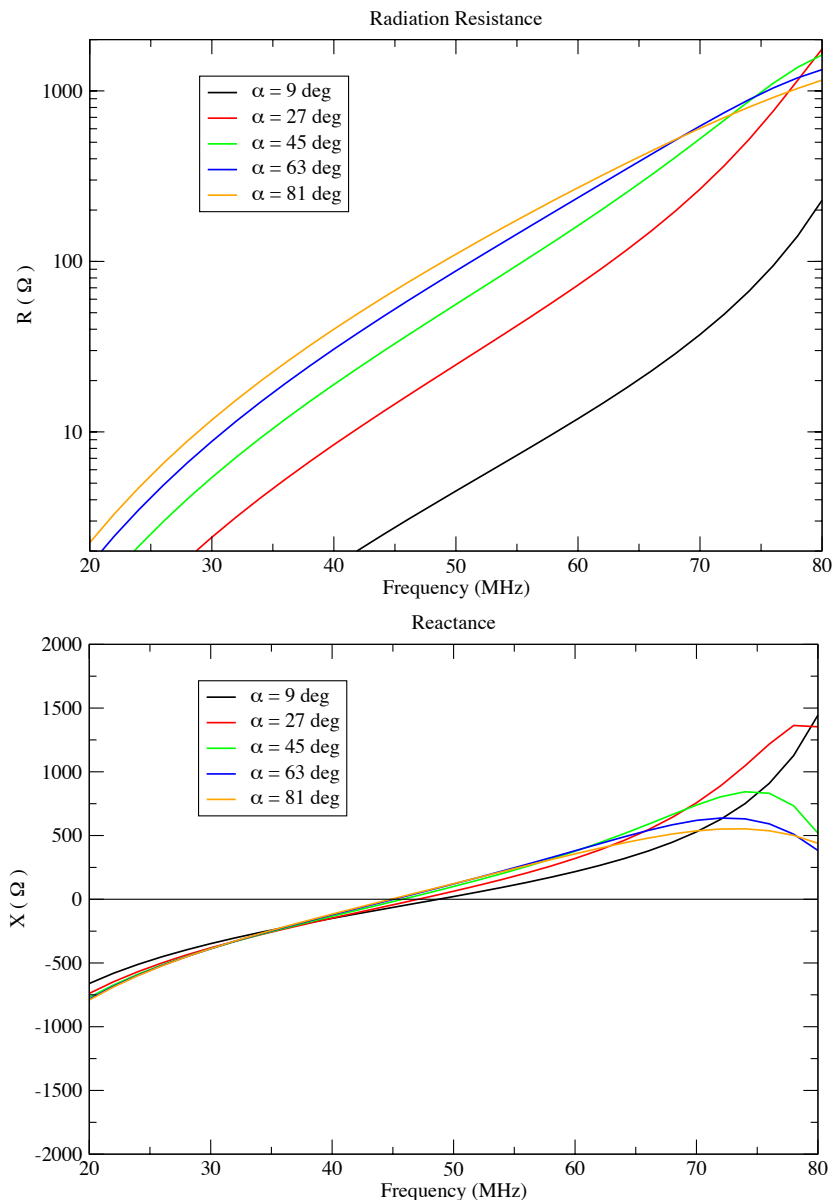 Radiation Resistance
α = 9 deg
α = 27 deg
α = 45 deg
α = 63 deg
α = 81 deg
1000
100
10
R ( Ω )
20 30 40 50 60 70 80
Frequency (MHz)
Reactance
α = 9 deg
α = 27 deg
α = 45 deg
α = 63 deg
α = 81 deg
2000
1500
1000
500
0
-500
-1000
-1500
-2000
X ( Ω )
20 30 40 50 60 70 80
Frequency (MHz)